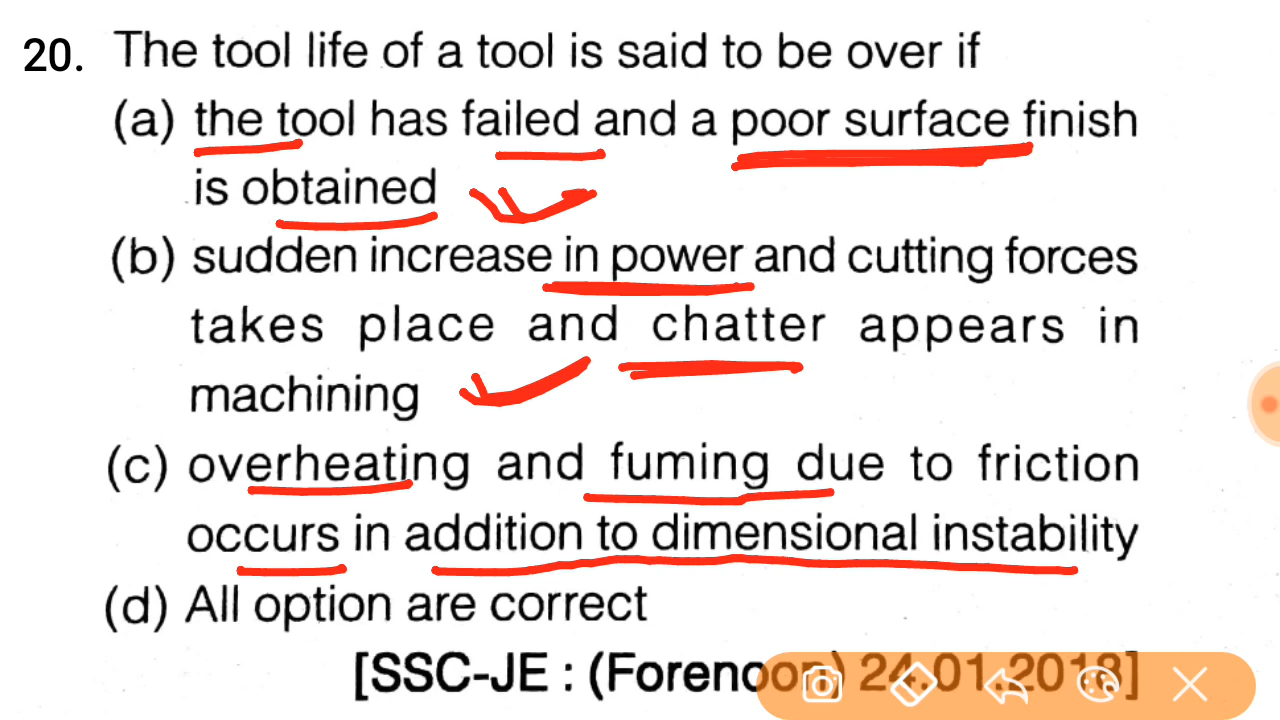 20. The tool life of a tool is said to be over if
(a) the tool has failed and a poor surface finish
is obtained
(b) sudden increase in power and cutting forces
takes place and chatter appears in
machining
(c) overheating and fuming due to friction
occurs in addition to dimensional instability
(d) All option are correct
[SSC-JE : (Forenoon) 24.01.2018]